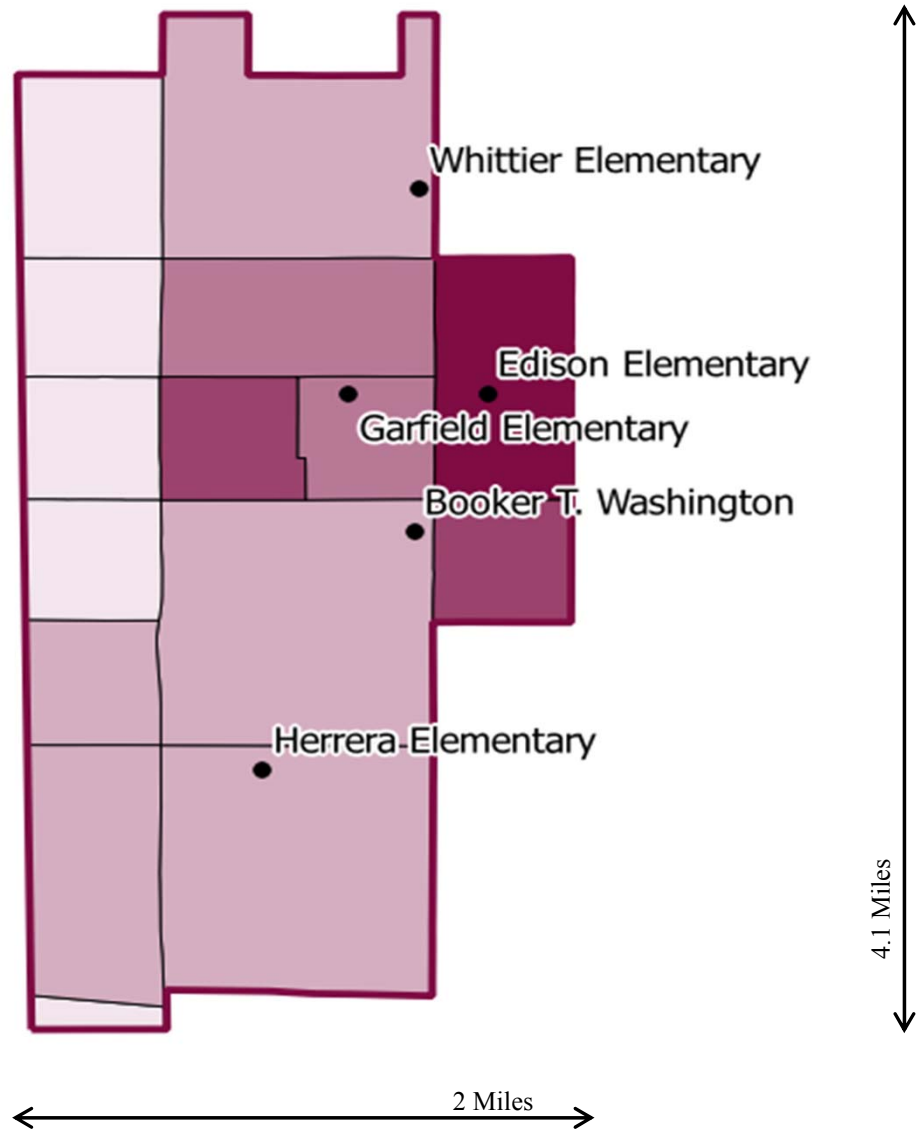 Whittier Elementary
Edison Elementary
Garfield Elementary
Booker T. Washington
Herrera Elementary
4.1 Miles
2 Miles